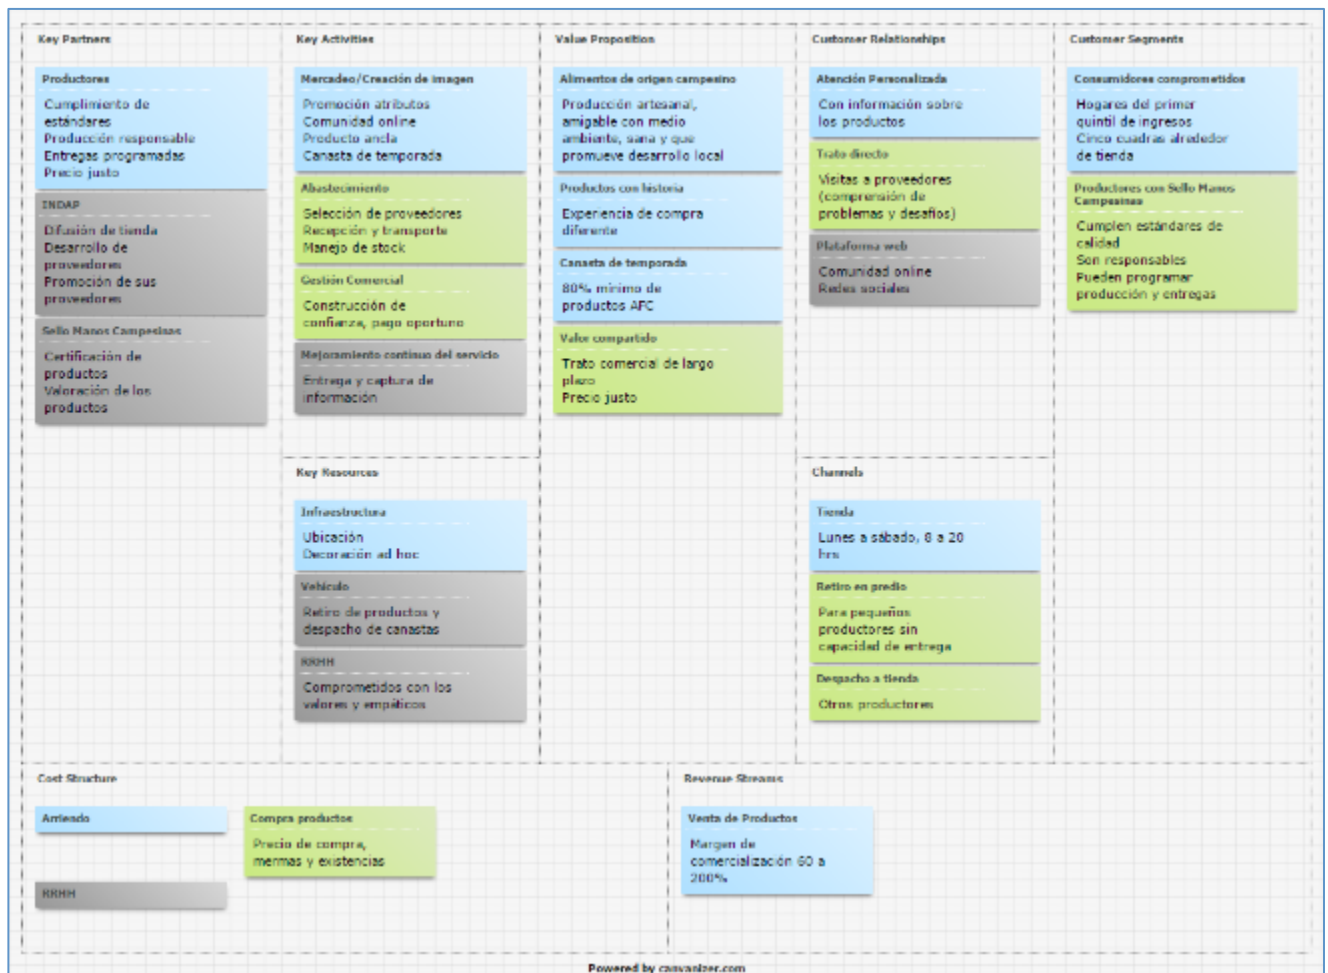 Key Partners
Productores
Cumplimiento de
estándares
Producción responsable
Entregas programadas
Precio justo
INDAP
Difusión de tienda
Desarrollo de
proveedores
Promoción de sus
proveedores
Sello Manos Campesinas
Certificación de
productos
Valoración de los
productos
Key Activities
Mercadeo/Creación de imagen
Promoción atributos
Comunidad online
Producto ancla
Canasta de temporada
Abastecimiento
Selección de proveedores
Recepción y transporte
Manejo de stock
Gestión Comercial
Construcción de
confianza, pago oportuno
Mejoramiento continuo del servicio
Entrega y captura de
información
Key Resources
Infraestructura
Ubicación
Decoración ad hoc
Vehículo
Retiro de productos y
despacho de canastas
RRHH
Comprometidos con los
valores y empáticos
Value Proposition
Alimentos de origen campesino
Producción artesanal,
amigable con medio
ambiente, sana y que
promueve desarrollo local
Productos con historia
Experiencia de compra
diferente
Canasta de temporada
80% mínimo de
productos AFC
Valor compartido
Trato comercial de largo
plazo
Precio justo
Customer Relationships
Atención Personalizada
Con información sobre
los productos
Trato directo
Visitas a proveedores
(comprensión de
problemas y desafíos)
Plataforma web
Comunidad online
Redes sociales
Channels
Tienda
Lunes a sábado, 8 a 20
hrs
Retiro en predio
Para pequeños
productores sin
capacidad de entrega
Despacho a tienda
Otros productores
Customer Segments
Consumidores comprometidos
Hogares del primer
quintil de ingresos
Cinco cuadras alrededor
de tienda
Productores con Sello Manos
Campesinas
Cumplen estándares de
calidad
Son responsables
Pueden programar
producción y entregas
Cost Structure
Arriendo
RRHH
Compra productos
Precio de compra,
mermas y existencias
Revenue Streams
Venta de Productos
Margen de
comercialización 60 a
200%
Powered by canvanizer.com